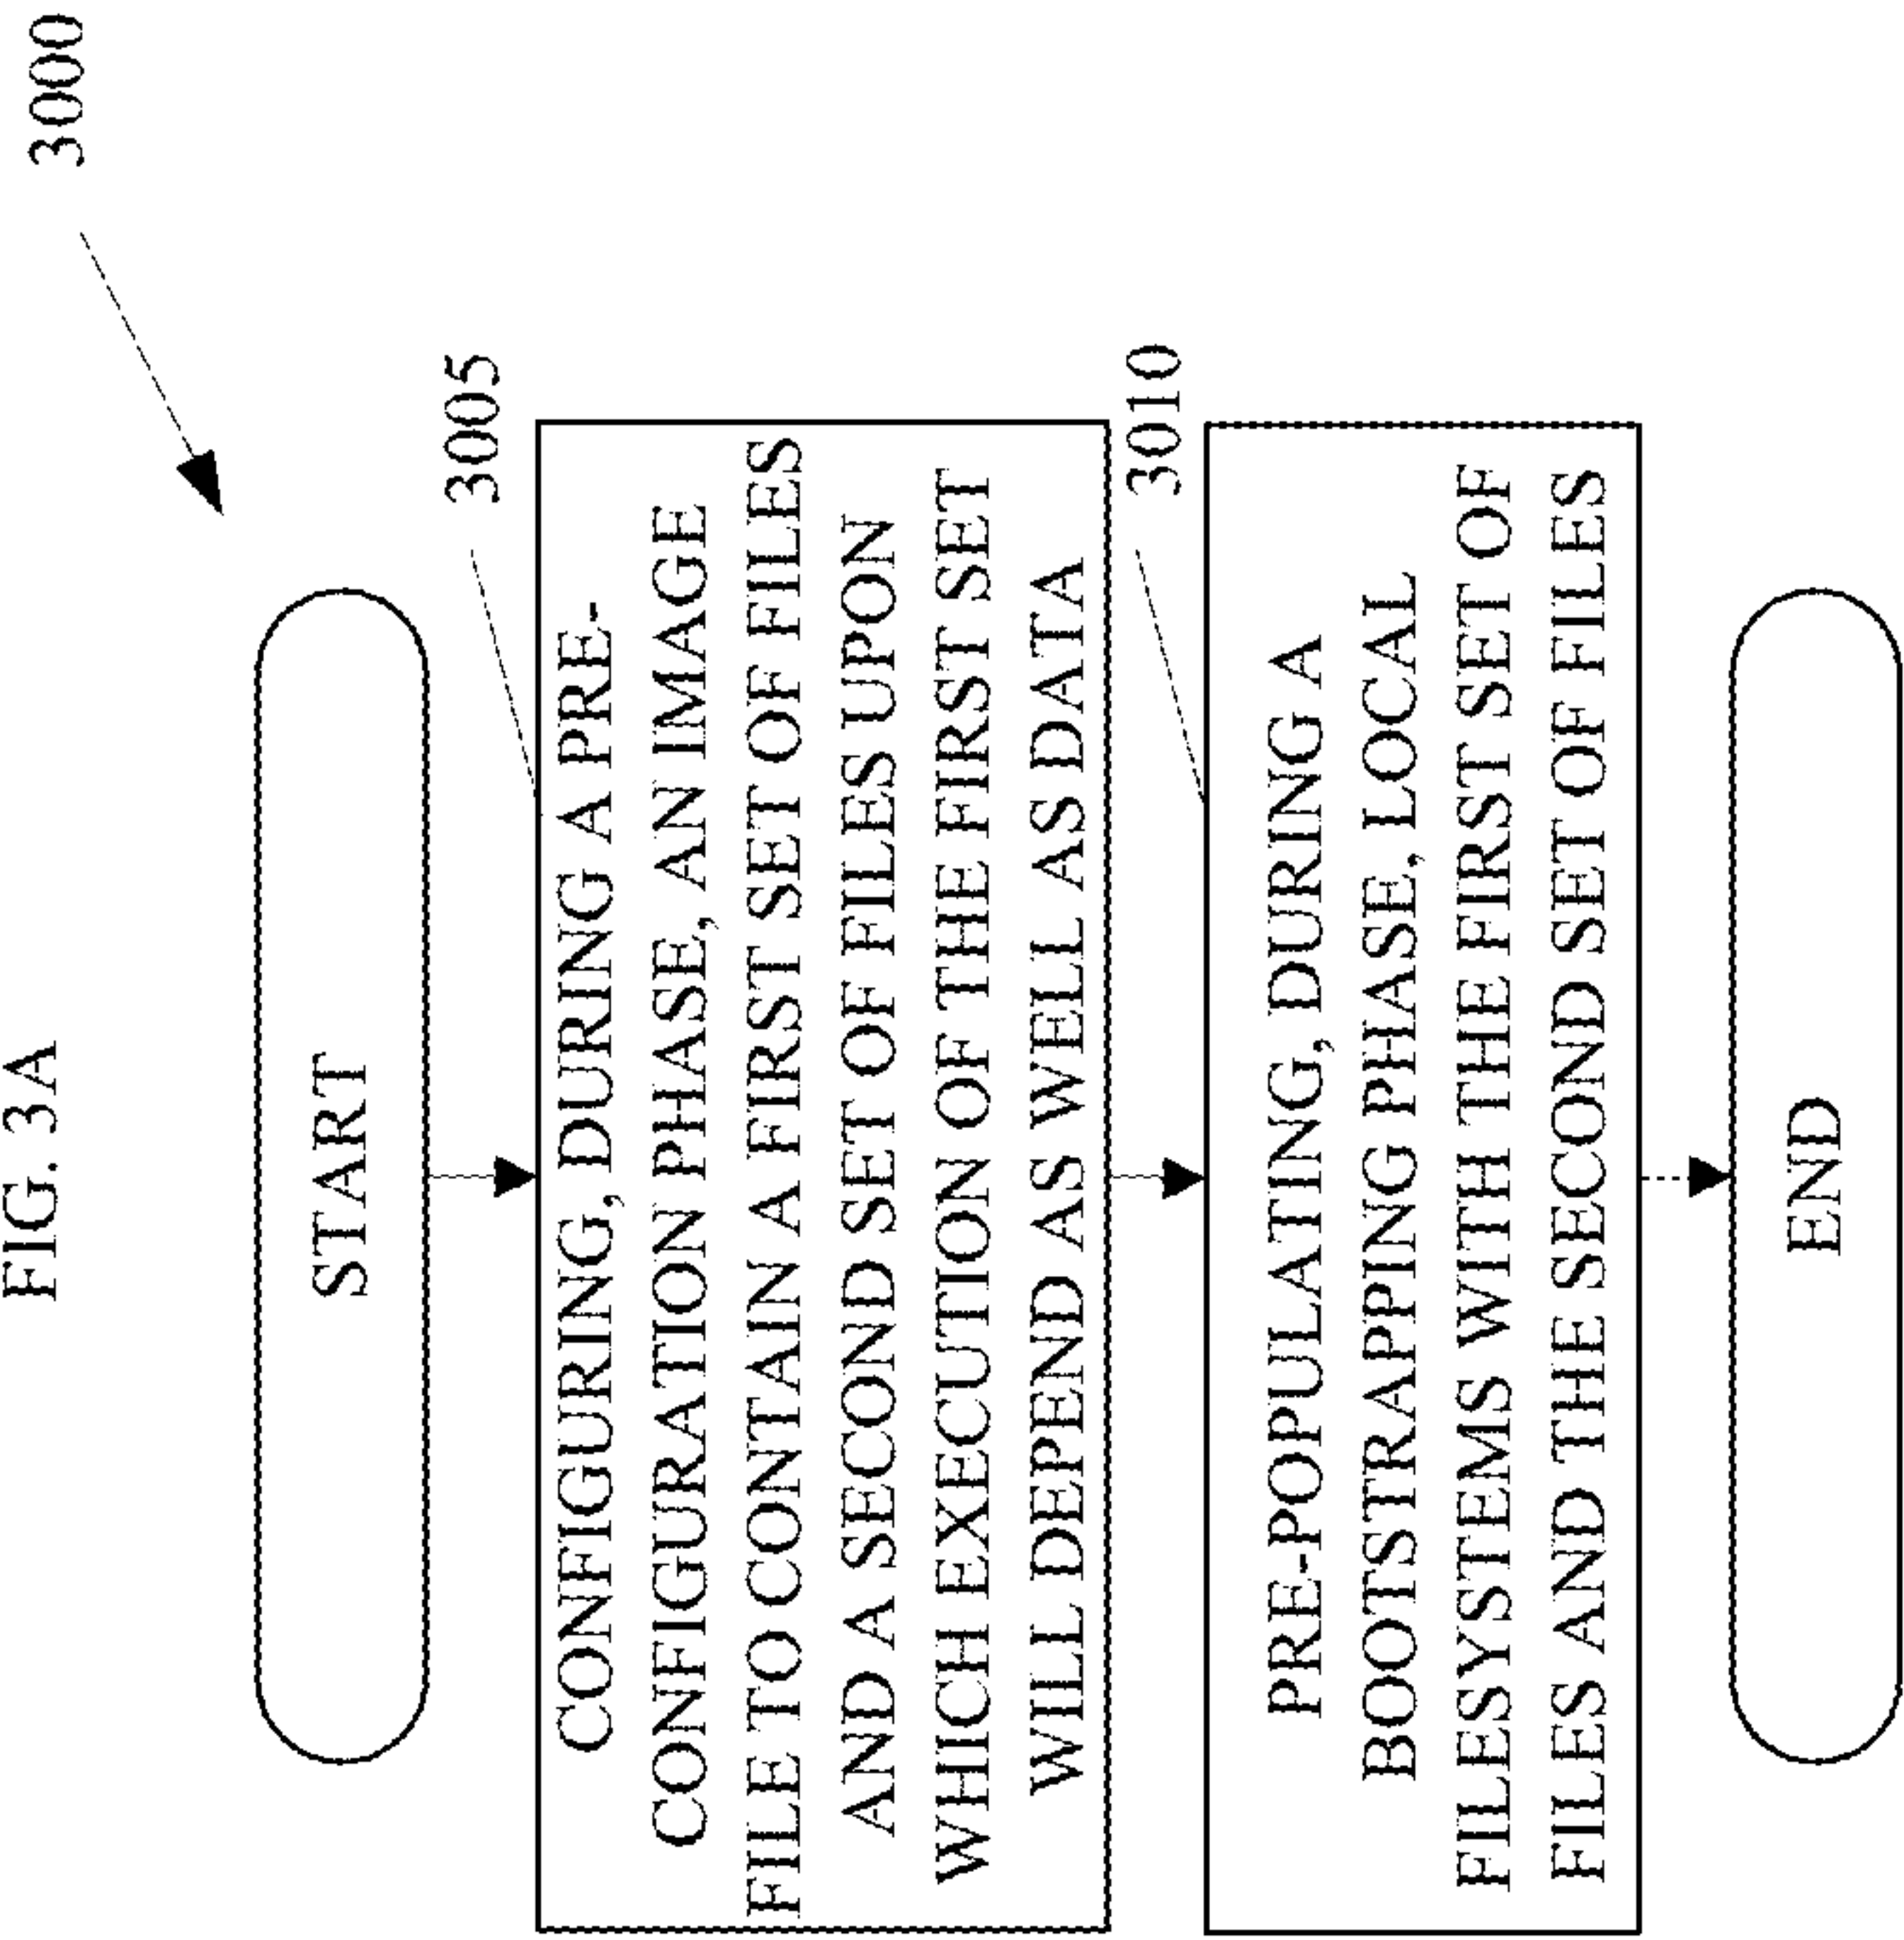 FIG. 3A
3000
START
3005
CONFIGURING, DURING A PRE-
CONFIGURATION PHASE, AN IMAGE
FILE TO CONTAIN A FIRST SET OF FILES
AND A SECOND SET OF FILES UPON
WHICH EXECUTION OF THE FIRST SET
WILL DEPEND AS WELL AS DATA
3010
PRE-POPULATING, DURING A
BOOTSTRAPPING PHASE, LOCAL
FILESYSTEMS WITH THE FIRST SET OF
FILES AND THE SECOND SET OF FILES
END